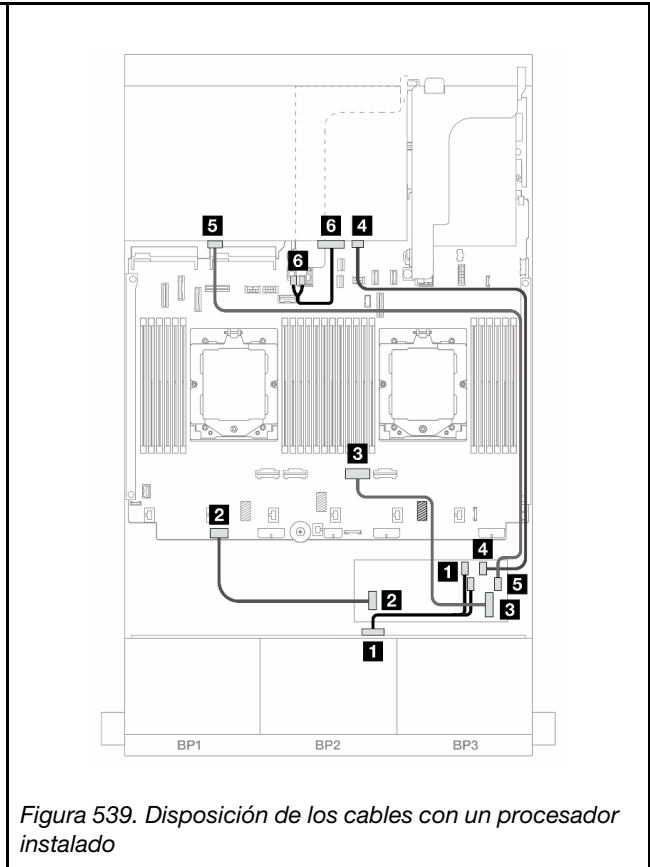 5
6
4
6
3
2
4
1
5
2
3
1
BP1
BP2
BP3
Figura 539. Disposición de los cables con un procesador
instalado